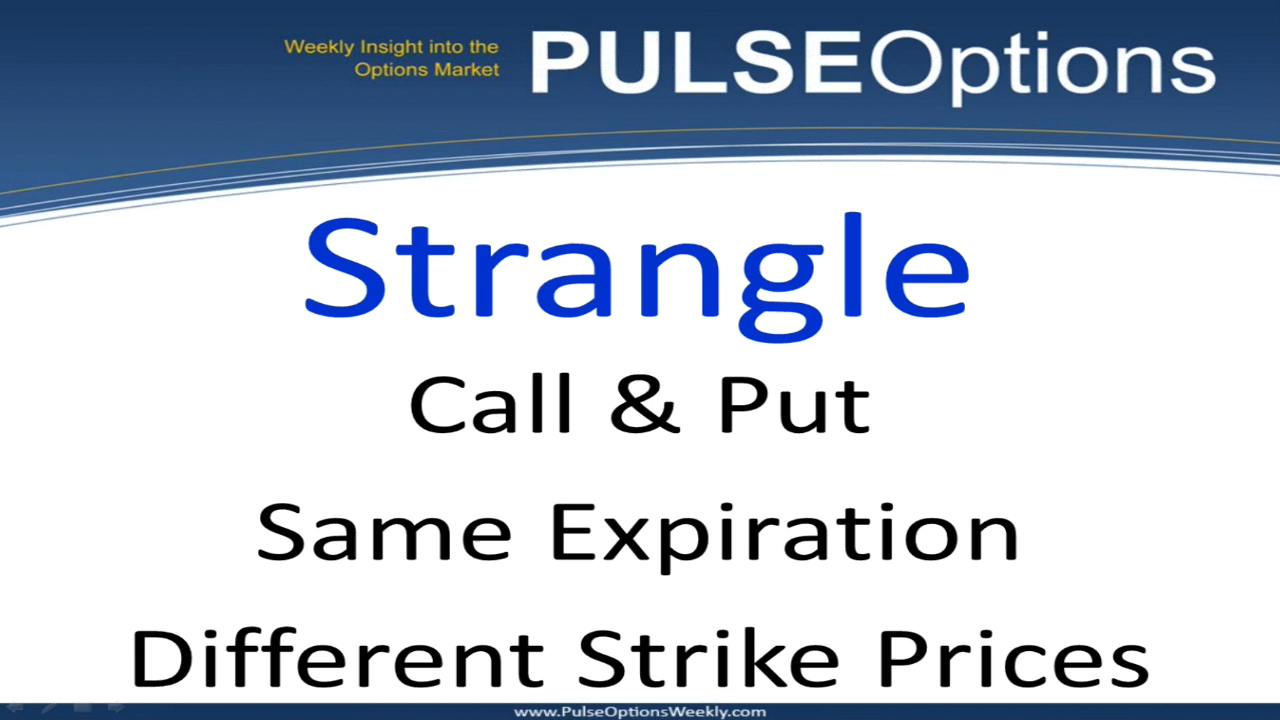 Weekly Insight into the
Options Market
PULSEOptions
Strangle
Call & Put
Same Expiration
Different Strike Prices
www.PulseOptionsWeekly.com